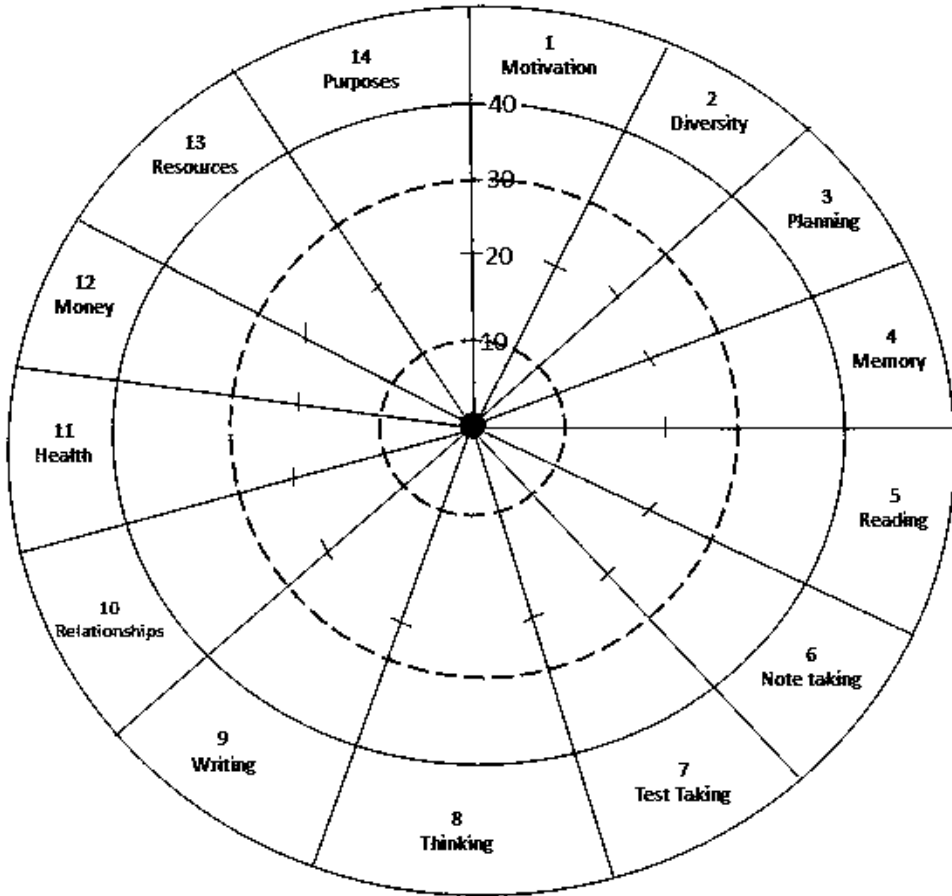 1
Motivation
2
Diversity
3
Planning
4
Memory
5
Reading
6
Note taking
7
Test Taking
8
Thinking
9
Writing
10
Relationships
11
Health
12
Money
13
Resources
14
Purposes
40
30
20
10